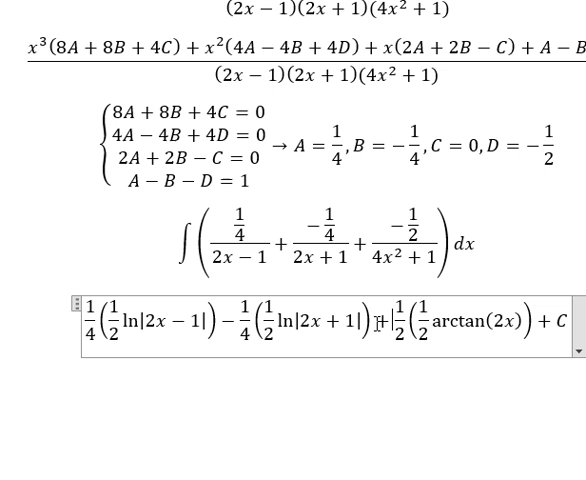 (2x − 1)(2x + 1)(4x² + 1)
x³(8A + 8B + 4C) + x²(4A − 4B + 4D) + x(2A + 2B − C) + A − B
(2x − 1)(2x + 1)(4x² + 1)
8A + 8B + 4C = 0
4A − 4B + 4D = 0
2A + 2B − C = 0
A − B − D = 1
→ A = 1/4, B = −1/4, C = 0, D = −1/2
∫ ( (1/4)/(2x − 1) + (−1/4)/(2x + 1) + (−1/2)/(4x² + 1) ) dx
1/4 (1/2 ln|2x − 1|) − 1/4 (1/2 ln|2x + 1|) + 1/2 (1/2 arctan(2x)) + C